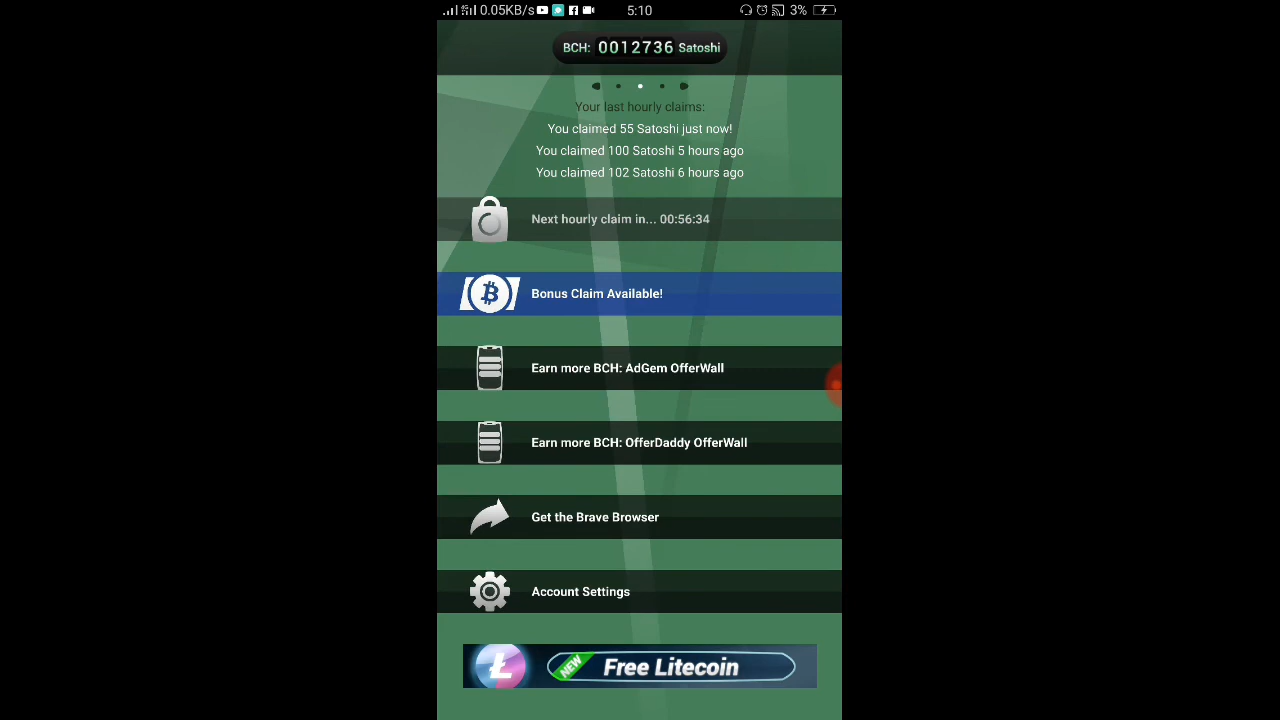 0.05KB/s 5:10 3%
BCH: 0012736 Satoshi
Your last hourly claims:
You claimed 55 Satoshi just now!
You claimed 100 Satoshi 5 hours ago
You claimed 102 Satoshi 6 hours ago
Next hourly claim in... 00:56:34
Bonus Claim Available!
Earn more BCH: AdGem OfferWall
Earn more BCH: OfferDaddy OfferWall
Get the Brave Browser
Account Settings
NEW Free Litecoin